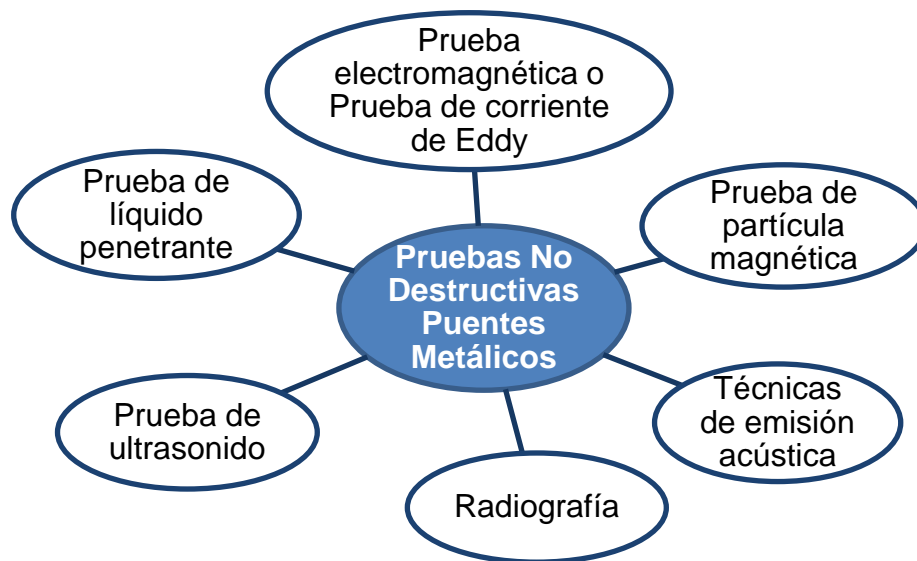 Prueba
electromagnética o
Prueba de corriente
de Eddy
Prueba de
líquido
penetrante
Prueba de
partícula
magnética
Pruebas No
Destructivas
Puentes
Metálicos
Prueba de
ultrasonido
Técnicas
de emisión
acústica
Radiografía